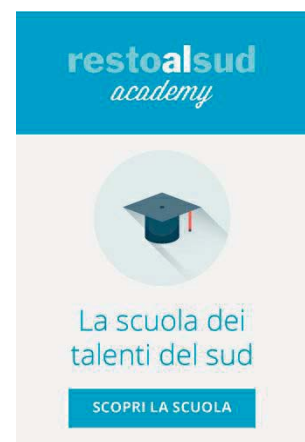 restoalsud
academy
La scuola dei
talenti del sud
SCOPRI LA SCUOLA